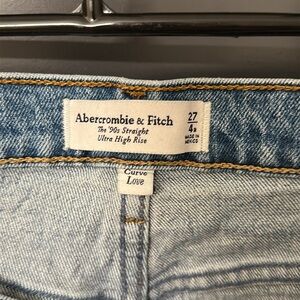 Abercrombie & Fitch
The '90s Straight
Ultra High Rise
27
4R
MADE IN
MEXICO
Curve
Love